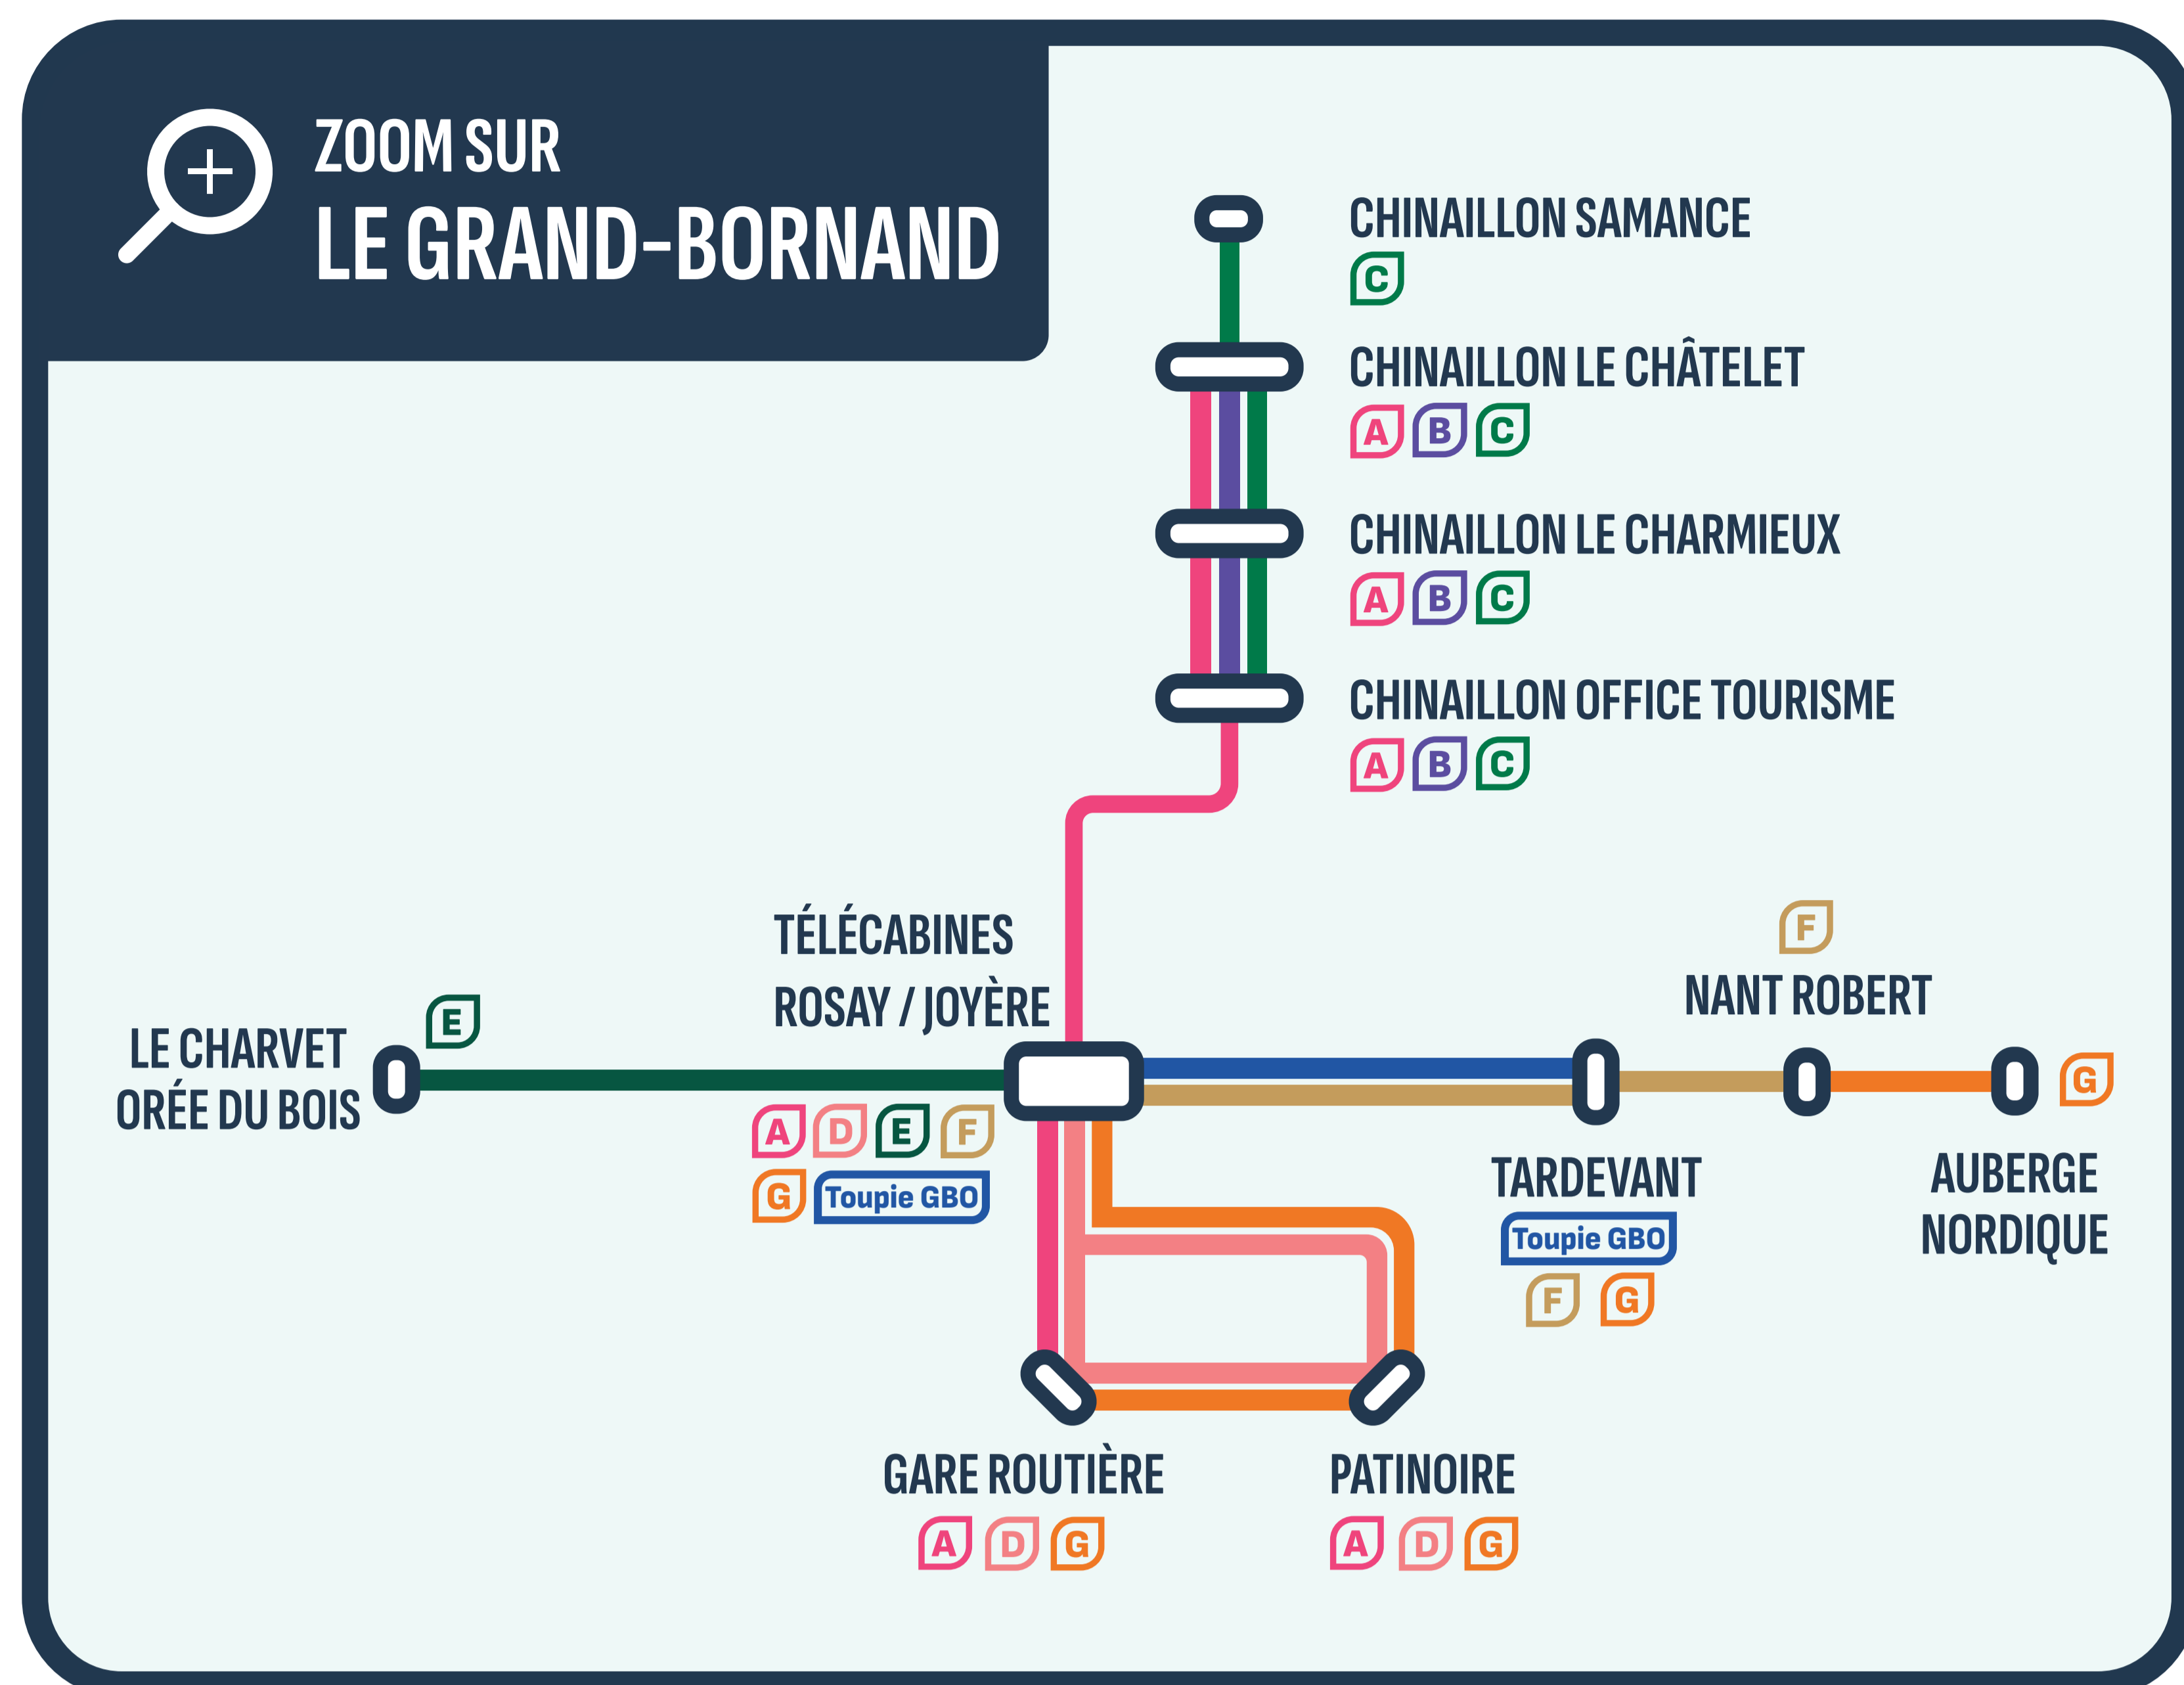 ZOOM SUR
LE GRAND-BORNAND
CHINAILLON SAMANCE
C
CHINAILLON LE CHÂTELET
A B C
CHINAILLON LE CHARMIEUX
A B C
CHINAILLON OFFICE TOURISME
A B C
TÉLÉCABINES
ROSAY / JOYÈRE
A D E F
G Toupie GBO
E
LE CHARVET
ORÉE DU BOIS
F
NANT ROBERT
TARDEVANT
Toupie GBO
F G
G
AUBERGE
NORDIQUE
GARE ROUTIÈRE
A D G
PATINOIRE
A D G